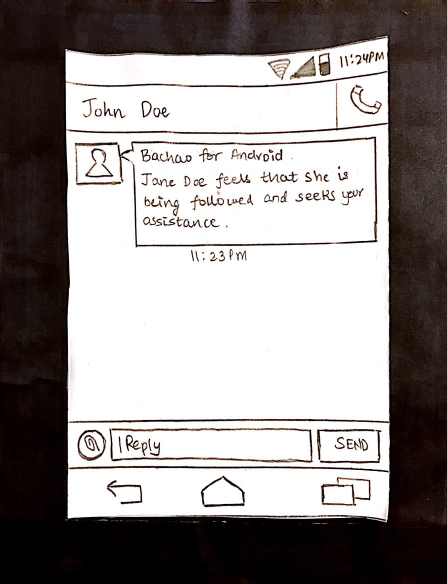 11:24PM
John Doe
Bachao for Android.
Jane Doe feels that she is
being followed and seeks your
assistance.
11:23PM
Reply
SEND